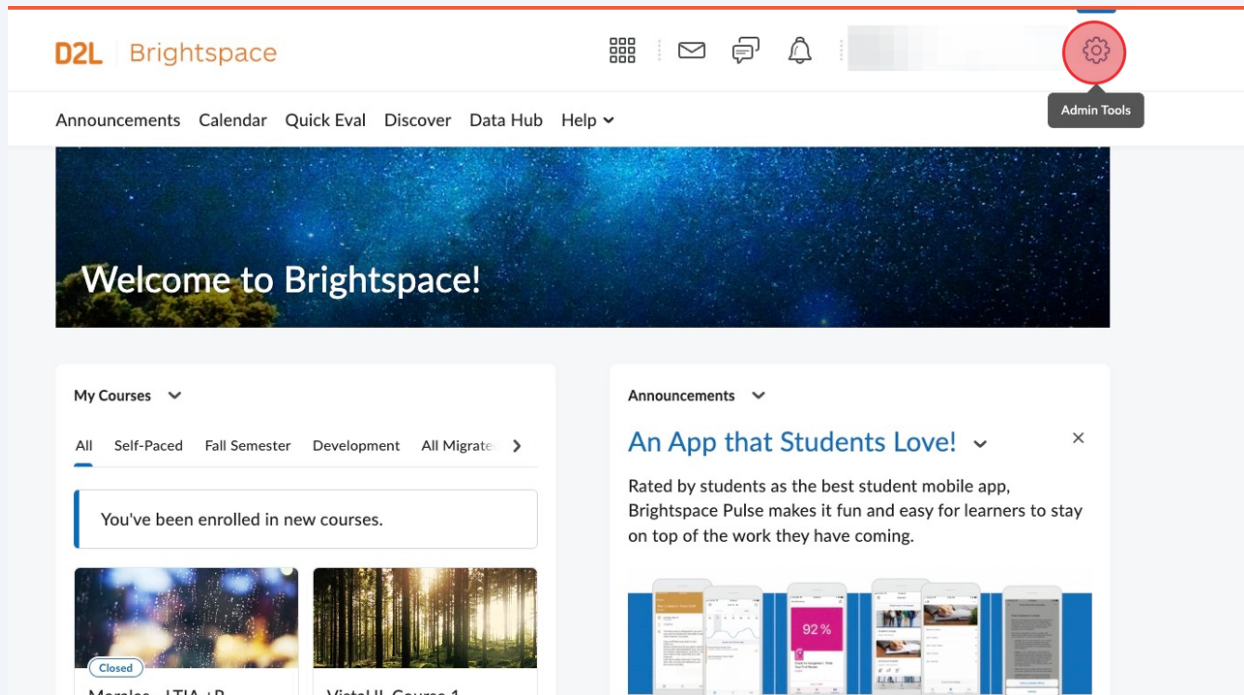 D2L Brightspace
Admin Tools
Announcements Calendar Quick Eval Discover Data Hub Help
Welcome to Brightspace!
My Courses
All Self-Paced Fall Semester Development All Migrate
You've been enrolled in new courses.
Closed
Announcements
An App that Students Love!
Rated by students as the best student mobile app,
Brightspace Pulse makes it fun and easy for learners to stay
on top of the work they have coming.
92%